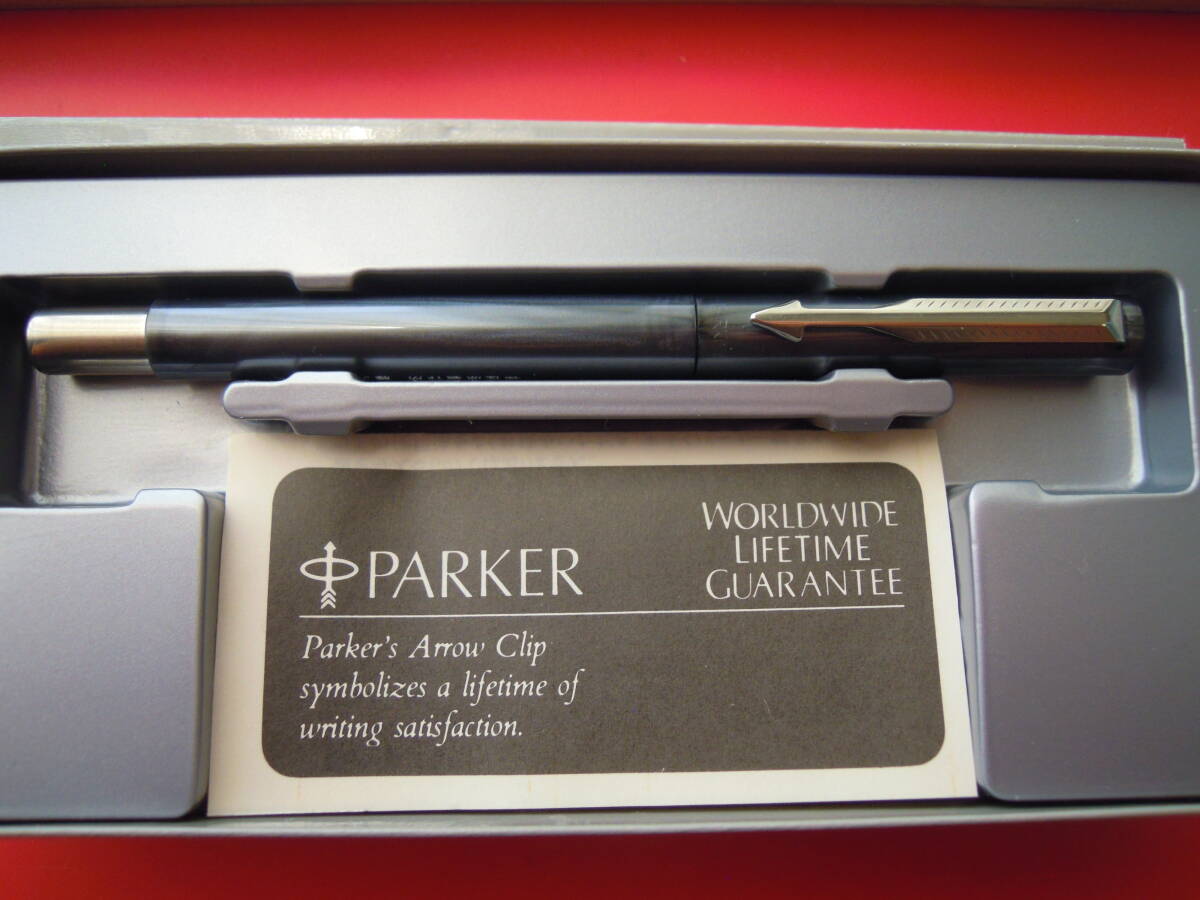 PARKER
WORLDWIDE
LIFETIME
GUARANTEE
Parker's Arrow Clip
symbolizes a lifetime of
writing satisfaction.